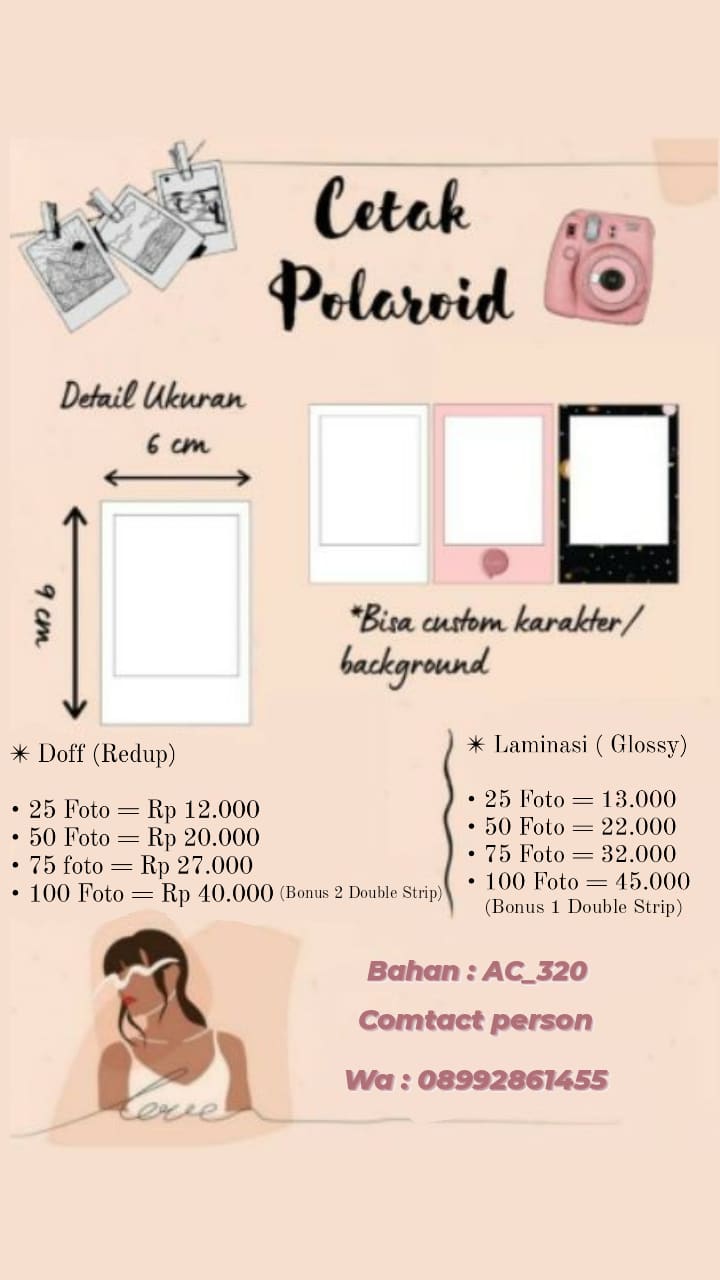 Cetak
Polaroid
Detail Ukuran
6 cm
9 cm
*Bisa custom karakter/
background
✴ Doff (Redup)
• 25 Foto = Rp 12.000
• 50 Foto = Rp 20.000
• 75 foto = Rp 27.000
• 100 Foto = Rp 40.000 (Bonus 2 Double Strip)
✴ Laminasi ( Glossy)
• 25 Foto = 13.000
• 50 Foto = 22.000
• 75 Foto = 32.000
• 100 Foto = 45.000
(Bonus 1 Double Strip)
Bahan : AC_320
Comtact person
Wa : 08992861455
love